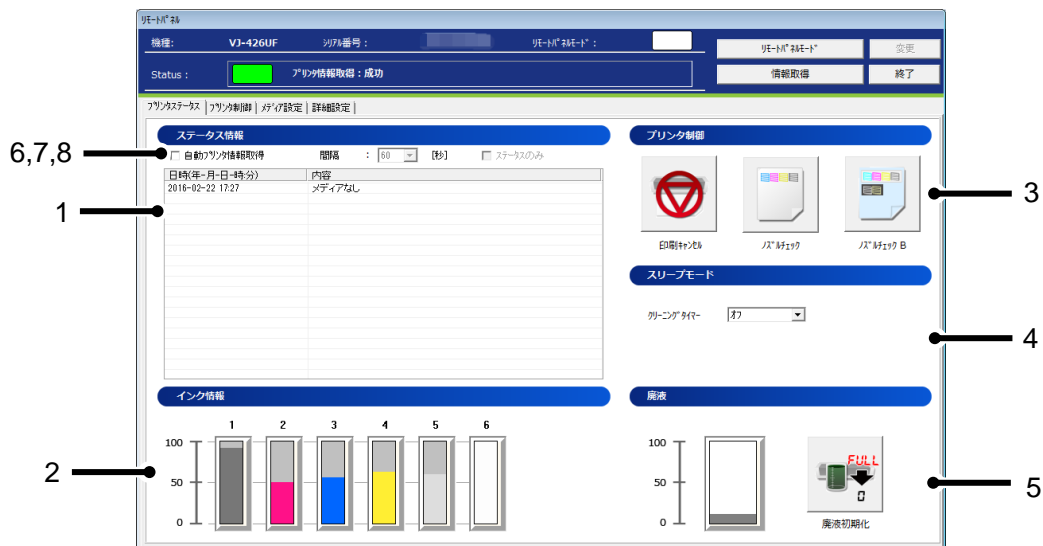 リモートパネル
機種: VJ-426UF シリアル番号: リモートパネルモード: リモートパネルモード 変更
Status : プリンタ情報取得:成功 情報取得 終了
プリンタステータス プリンタ制御 メディア設定 詳細設定
ステータス情報 プリンタ制御
6,7,8 自動プリンタ情報取得 間隔 : 60 [秒] ステータスのみ
日時(年-月-日-時:分) 内容
2016-02-22 17:27 メディアなし
1
3
印刷キャンセル ノズルチェック ノズルチェック B
スリープモード
クリーニングタイマー オフ
4
インク情報 廃液
1 2 3 4 5 6
100 100
2 50 50 FULL 0 5
0 0 廃液初期化